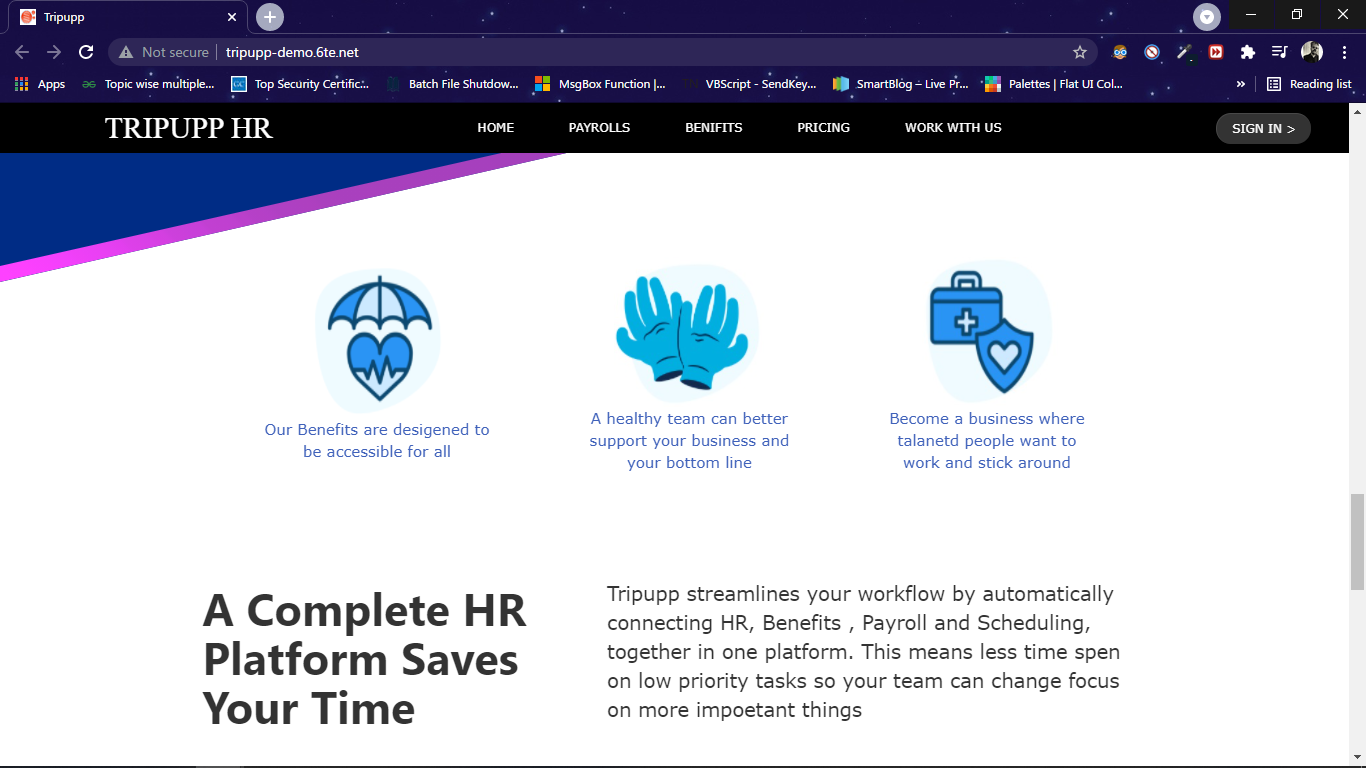 Tripupp
Not secure
tripupp-demo.6te.net
Apps
Topic wise multiple...
Top Security Certific...
Batch File Shutdow...
MsgBox Function |...
VBScript - SendKey...
SmartBlog – Live Pr...
Palettes | Flat UI Col...
»
Reading list
TRIPUPP HR
HOME
PAYROLLS
BENIFITS
PRICING
WORK WITH US
SIGN IN >
Our Benefits are desigened to
be accessible for all
A healthy team can better
support your business and
your bottom line
Become a business where
talanetd people want to
work and stick around
A Complete HR
Platform Saves
Your Time
Tripupp streamlines your workflow by automatically
connecting HR, Benefits , Payroll and Scheduling,
together in one platform. This means less time spen
on low priority tasks so your team can change focus
on more impoetant things